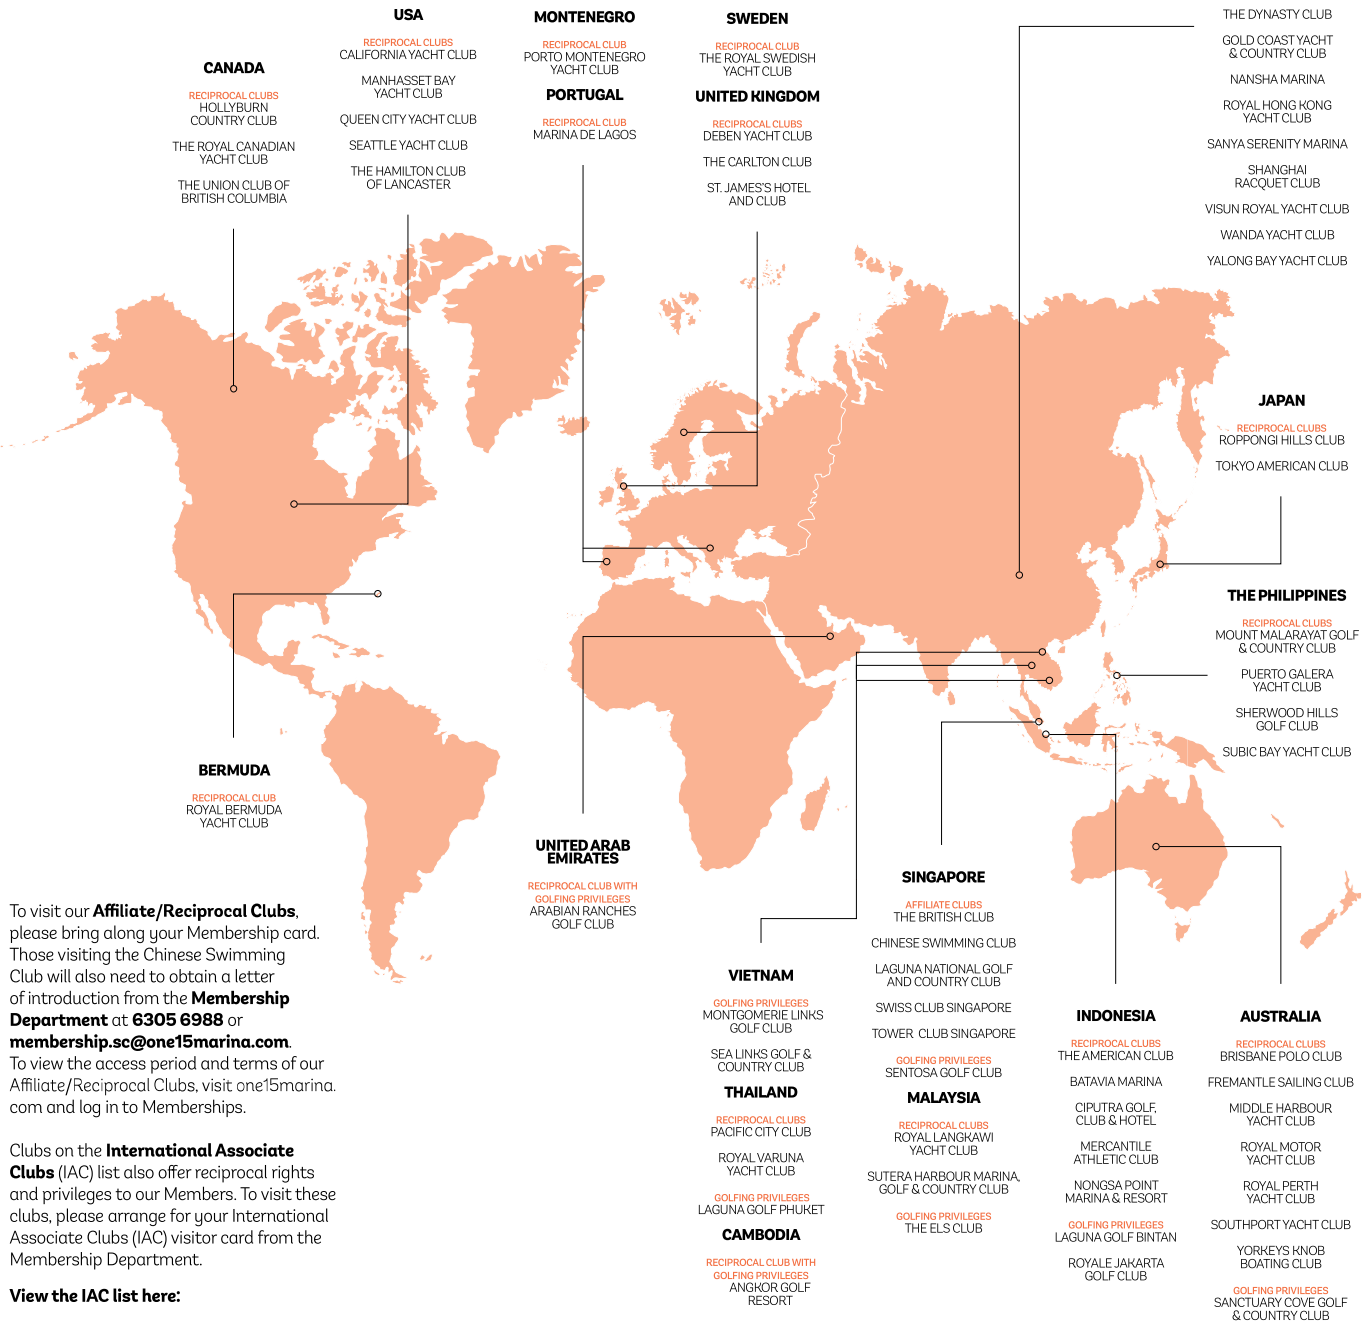 CANADA
RECIPROCAL CLUBS
HOLLYBURN
COUNTRY CLUB
THE ROYAL CANADIAN
YACHT CLUB
THE UNION CLUB OF
BRITISH COLUMBIA
USA
RECIPROCAL CLUBS
CALIFORNIA YACHT CLUB
MANHASSET BAY
YACHT CLUB
QUEEN CITY YACHT CLUB
SEATTLE YACHT CLUB
THE HAMILTON CLUB
OF LANCASTER
MONTENEGRO
RECIPROCAL CLUB
PORTO MONTENEGRO
YACHT CLUB
PORTUGAL
RECIPROCAL CLUB
MARINA DE LAGOS
SWEDEN
RECIPROCAL CLUB
THE ROYAL SWEDISH
YACHT CLUB
UNITED KINGDOM
RECIPROCAL CLUBS
DEBEN YACHT CLUB
THE CARLTON CLUB
ST. JAMES'S HOTEL
AND CLUB
THE DYNASTY CLUB
GOLD COAST YACHT
& COUNTRY CLUB
NANSHA MARINA
ROYAL HONG KONG
YACHT CLUB
SANYA SERENITY MARINA
SHANGHAI
RACQUET CLUB
VISUN ROYAL YACHT CLUB
WANDA YACHT CLUB
YALONG BAY YACHT CLUB
JAPAN
RECIPROCAL CLUBS
ROPPONGI HILLS CLUB
TOKYO AMERICAN CLUB
THE PHILIPPINES
RECIPROCAL CLUBS
MOUNT MALARAYAT GOLF
& COUNTRY CLUB
PUERTO GALERA
YACHT CLUB
SHERWOOD HILLS
GOLF CLUB
SUBIC BAY YACHT CLUB
BERMUDA
RECIPROCAL CLUB
ROYAL BERMUDA
YACHT CLUB
UNITED ARAB
EMIRATES
RECIPROCAL CLUB WITH
GOLFING PRIVILEGES
ARABIAN RANCHES
GOLF CLUB
To visit our Affiliate/Reciprocal Clubs,
please bring along your Membership card.
Those visiting the Chinese Swimming
Club will also need to obtain a letter
of introduction from the Membership
Department at 6305 6988 or
membership.sc@one15marina.com.
To view the access period and terms of our
Affiliate/Reciprocal Clubs, visit one15marina.
com and log in to Memberships.
Clubs on the International Associate
Clubs (IAC) list also offer reciprocal rights
and privileges to our Members. To visit these
clubs, please arrange for your International
Associate Clubs (IAC) visitor card from the
Membership Department.
View the IAC list here:
VIETNAM
GOLFING PRIVILEGES
MONTGOMERIE LINKS
GOLF CLUB
SEA LINKS GOLF &
COUNTRY CLUB
THAILAND
RECIPROCAL CLUBS
PACIFIC CITY CLUB
ROYAL VARUNA
YACHT CLUB
GOLFING PRIVILEGES
LAGUNA GOLF PHUKET
CAMBODIA
RECIPROCAL CLUB WITH
GOLFING PRIVILEGES
ANGKOR GOLF
RESORT
SINGAPORE
AFFILIATE CLUBS
THE BRITISH CLUB
CHINESE SWIMMING CLUB
LAGUNA NATIONAL GOLF
AND COUNTRY CLUB
SWISS CLUB SINGAPORE
TOWER CLUB SINGAPORE
GOLFING PRIVILEGES
SENTOSA GOLF CLUB
MALAYSIA
RECIPROCAL CLUBS
ROYAL LANGKAWI
YACHT CLUB
SUTERA HARBOUR MARINA,
GOLF & COUNTRY CLUB
GOLFING PRIVILEGES
THE ELS CLUB
INDONESIA
RECIPROCAL CLUBS
THE AMERICAN CLUB
BATAVIA MARINA
CIPUTRA GOLF,
CLUB & HOTEL
MERCANTILE
ATHLETIC CLUB
NONGSA POINT
MARINA & RESORT
GOLFING PRIVILEGES
LAGUNA GOLF BINTAN
ROYALE JAKARTA
GOLF CLUB
AUSTRALIA
RECIPROCAL CLUBS
BRISBANE POLO CLUB
FREMANTLE SAILING CLUB
MIDDLE HARBOUR
YACHT CLUB
ROYAL MOTOR
YACHT CLUB
ROYAL PERTH
YACHT CLUB
SOUTHPORT YACHT CLUB
YORKEYS KNOB
BOATING CLUB
GOLFING PRIVILEGES
SANCTUARY COVE GOLF
& COUNTRY CLUB